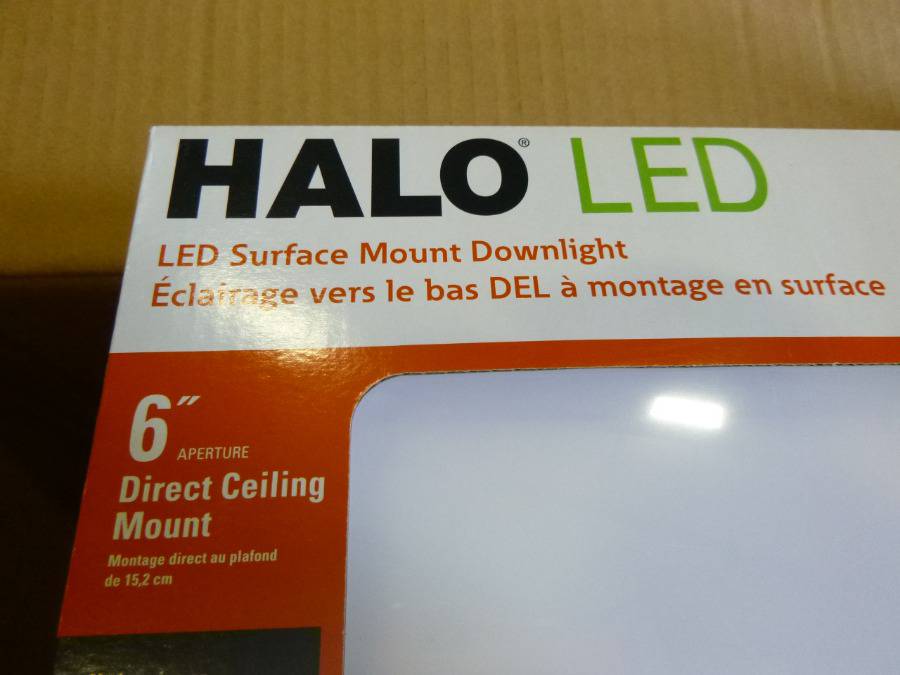 HALO® LED
LED Surface Mount Downlight
Éclairage vers le bas DEL à montage en surface
6″ APERTURE
Direct Ceiling
Mount
Montage direct au plafond
de 15,2 cm